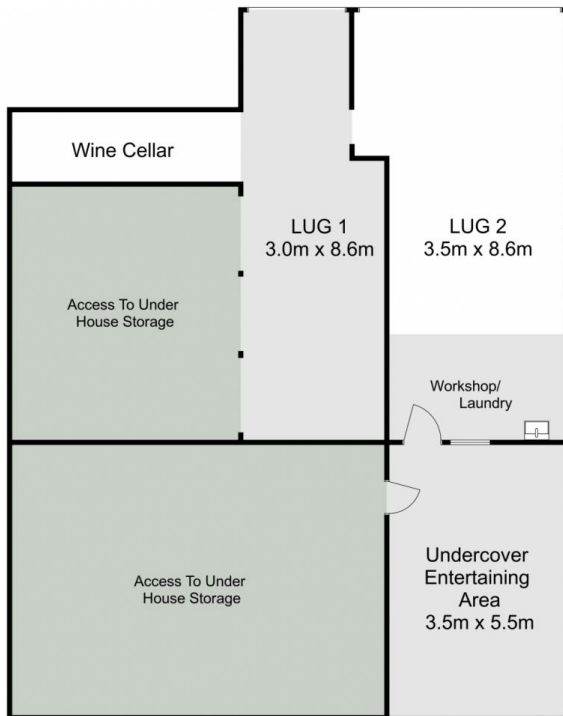 Wine Cellar
LUG 1
3.0m x 8.6m
LUG 2
3.5m x 8.6m
Access To Under
House Storage
Workshop/
Laundry
Access To Under
House Storage
Undercover
Entertaining
Area
3.5m x 5.5m